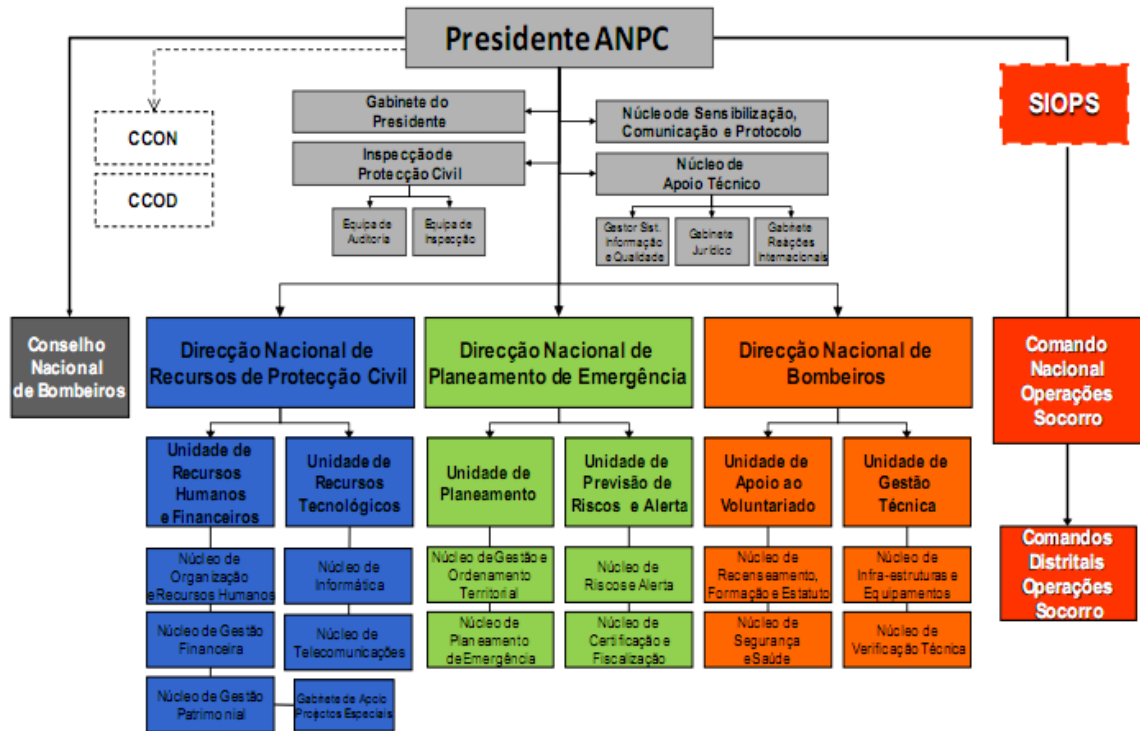 Presidente ANPC
SIOPS
CCON
CCOD
Gabinete do
Presidente
Núcleo de Sensibilização,
Comunicação e Protocolo
Inspecção de
Protecção Civil
Núcleo de
Apoio Técnico
Equipa de
Auditoria
Equipa de
Inspecção
Gestor Sist.
Informação
e Qualidade
Gabinete
Jurídico
Gabinete
Reações
Internacionais
Conselho
Nacional
de Bombeiros
Direcção Nacional de
Recursos de Protecção Civil
Direcção Nacional de
Planeamento de Emergência
Direcção Nacional de
Bombeiros
Comando
Nacional
Operações
Socorro
Unidade de
Recursos
Humanos
e Financeiros
Unidade de
Recursos
Tecnológicos
Unidade de
Planeamento
Unidade de
Previsão de
Riscos e Alerta
Unidade de
Apoio ao
Voluntariado
Unidade de
Gestão
Técnica
Comandos
Distritais
Operações
Socorro
Núcleo de
Organização
e Recursos Humanos
Núcleo de
Informática
Núcleo de Gestão e
Ordenamento
Territorial
Núcleo de
Riscos e Alerta
Núcleo de
Recenseamento,
Formação e Estatuto
Núcleo de
Infra-estruturas e
Equipamentos
Núcleo de Gestão
Financeira
Núcleo de
Telecomunicações
Núcleo de
Planeamento
de Emergência
Núcleo de
Certificação e
Fiscalização
Núcleo de
Segurança
e Saúde
Núcleo de
Verificação Técnica
Núcleo de Gestão
Patrimonial
Gabinete de Apoio
Projectos Especiais